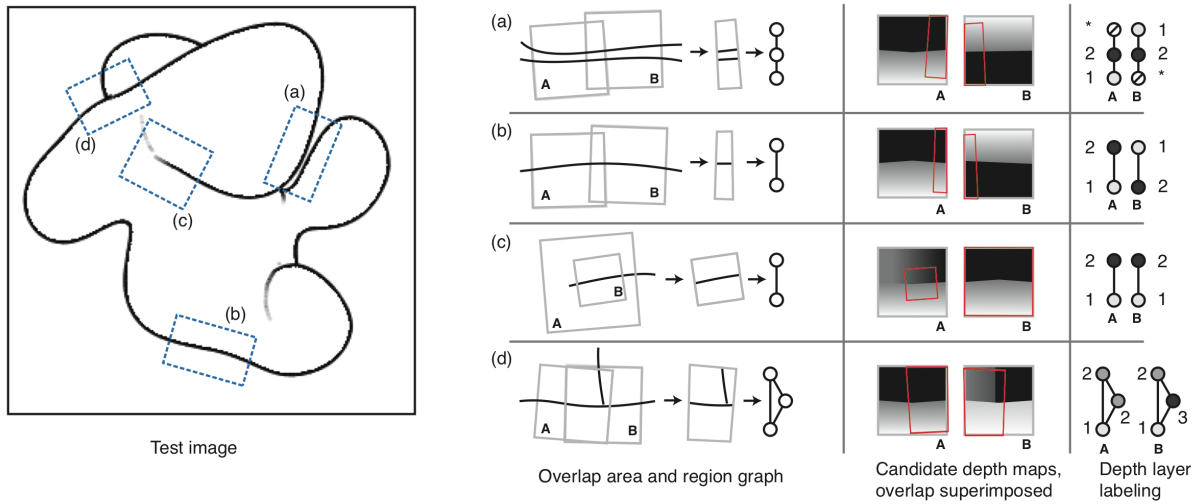 (a)
(d)
(c)
(b)
Test image
(a)
A
B
A
B
*
1
2
2
1
*
A B
(b)
A
B
A
B
2
1
1
2
A B
(c)
A
B
A
B
2
2
1
1
A B
(d)
A
B
A
B
2
2
2
3
1
1
A
B
Overlap area and region graph
Candidate depth maps,
overlap superimposed
Depth layer
labeling